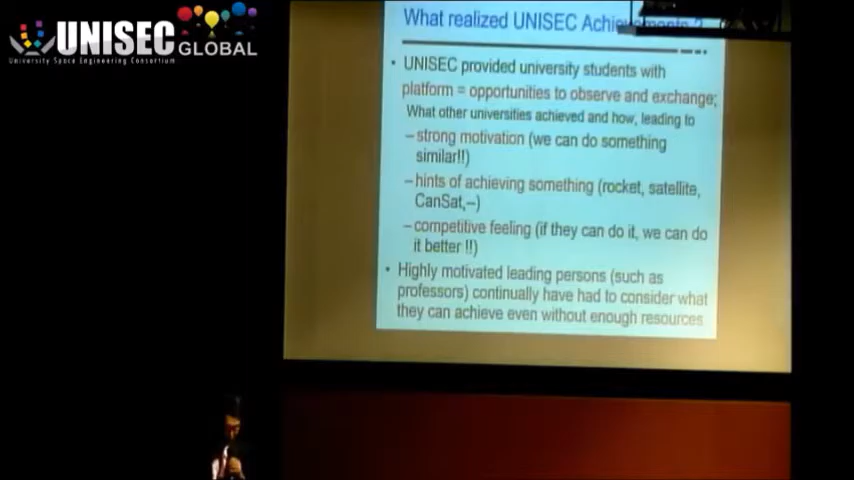 UNISEC GLOBAL
University Space Engineering Consortium
What realized UNISEC Achievements ?
• UNISEC provided university students with
platform = opportunities to observe and exchange;
What other universities achieved and how, leading to
– strong motivation (we can do something
similar!!)
– hints of achieving something (rocket, satellite,
CanSat,--)
– competitive feeling (if they can do it, we can do
it better !!)
• Highly motivated leading persons (such as
professors) continually have had to consider what
they can achieve even without enough resources